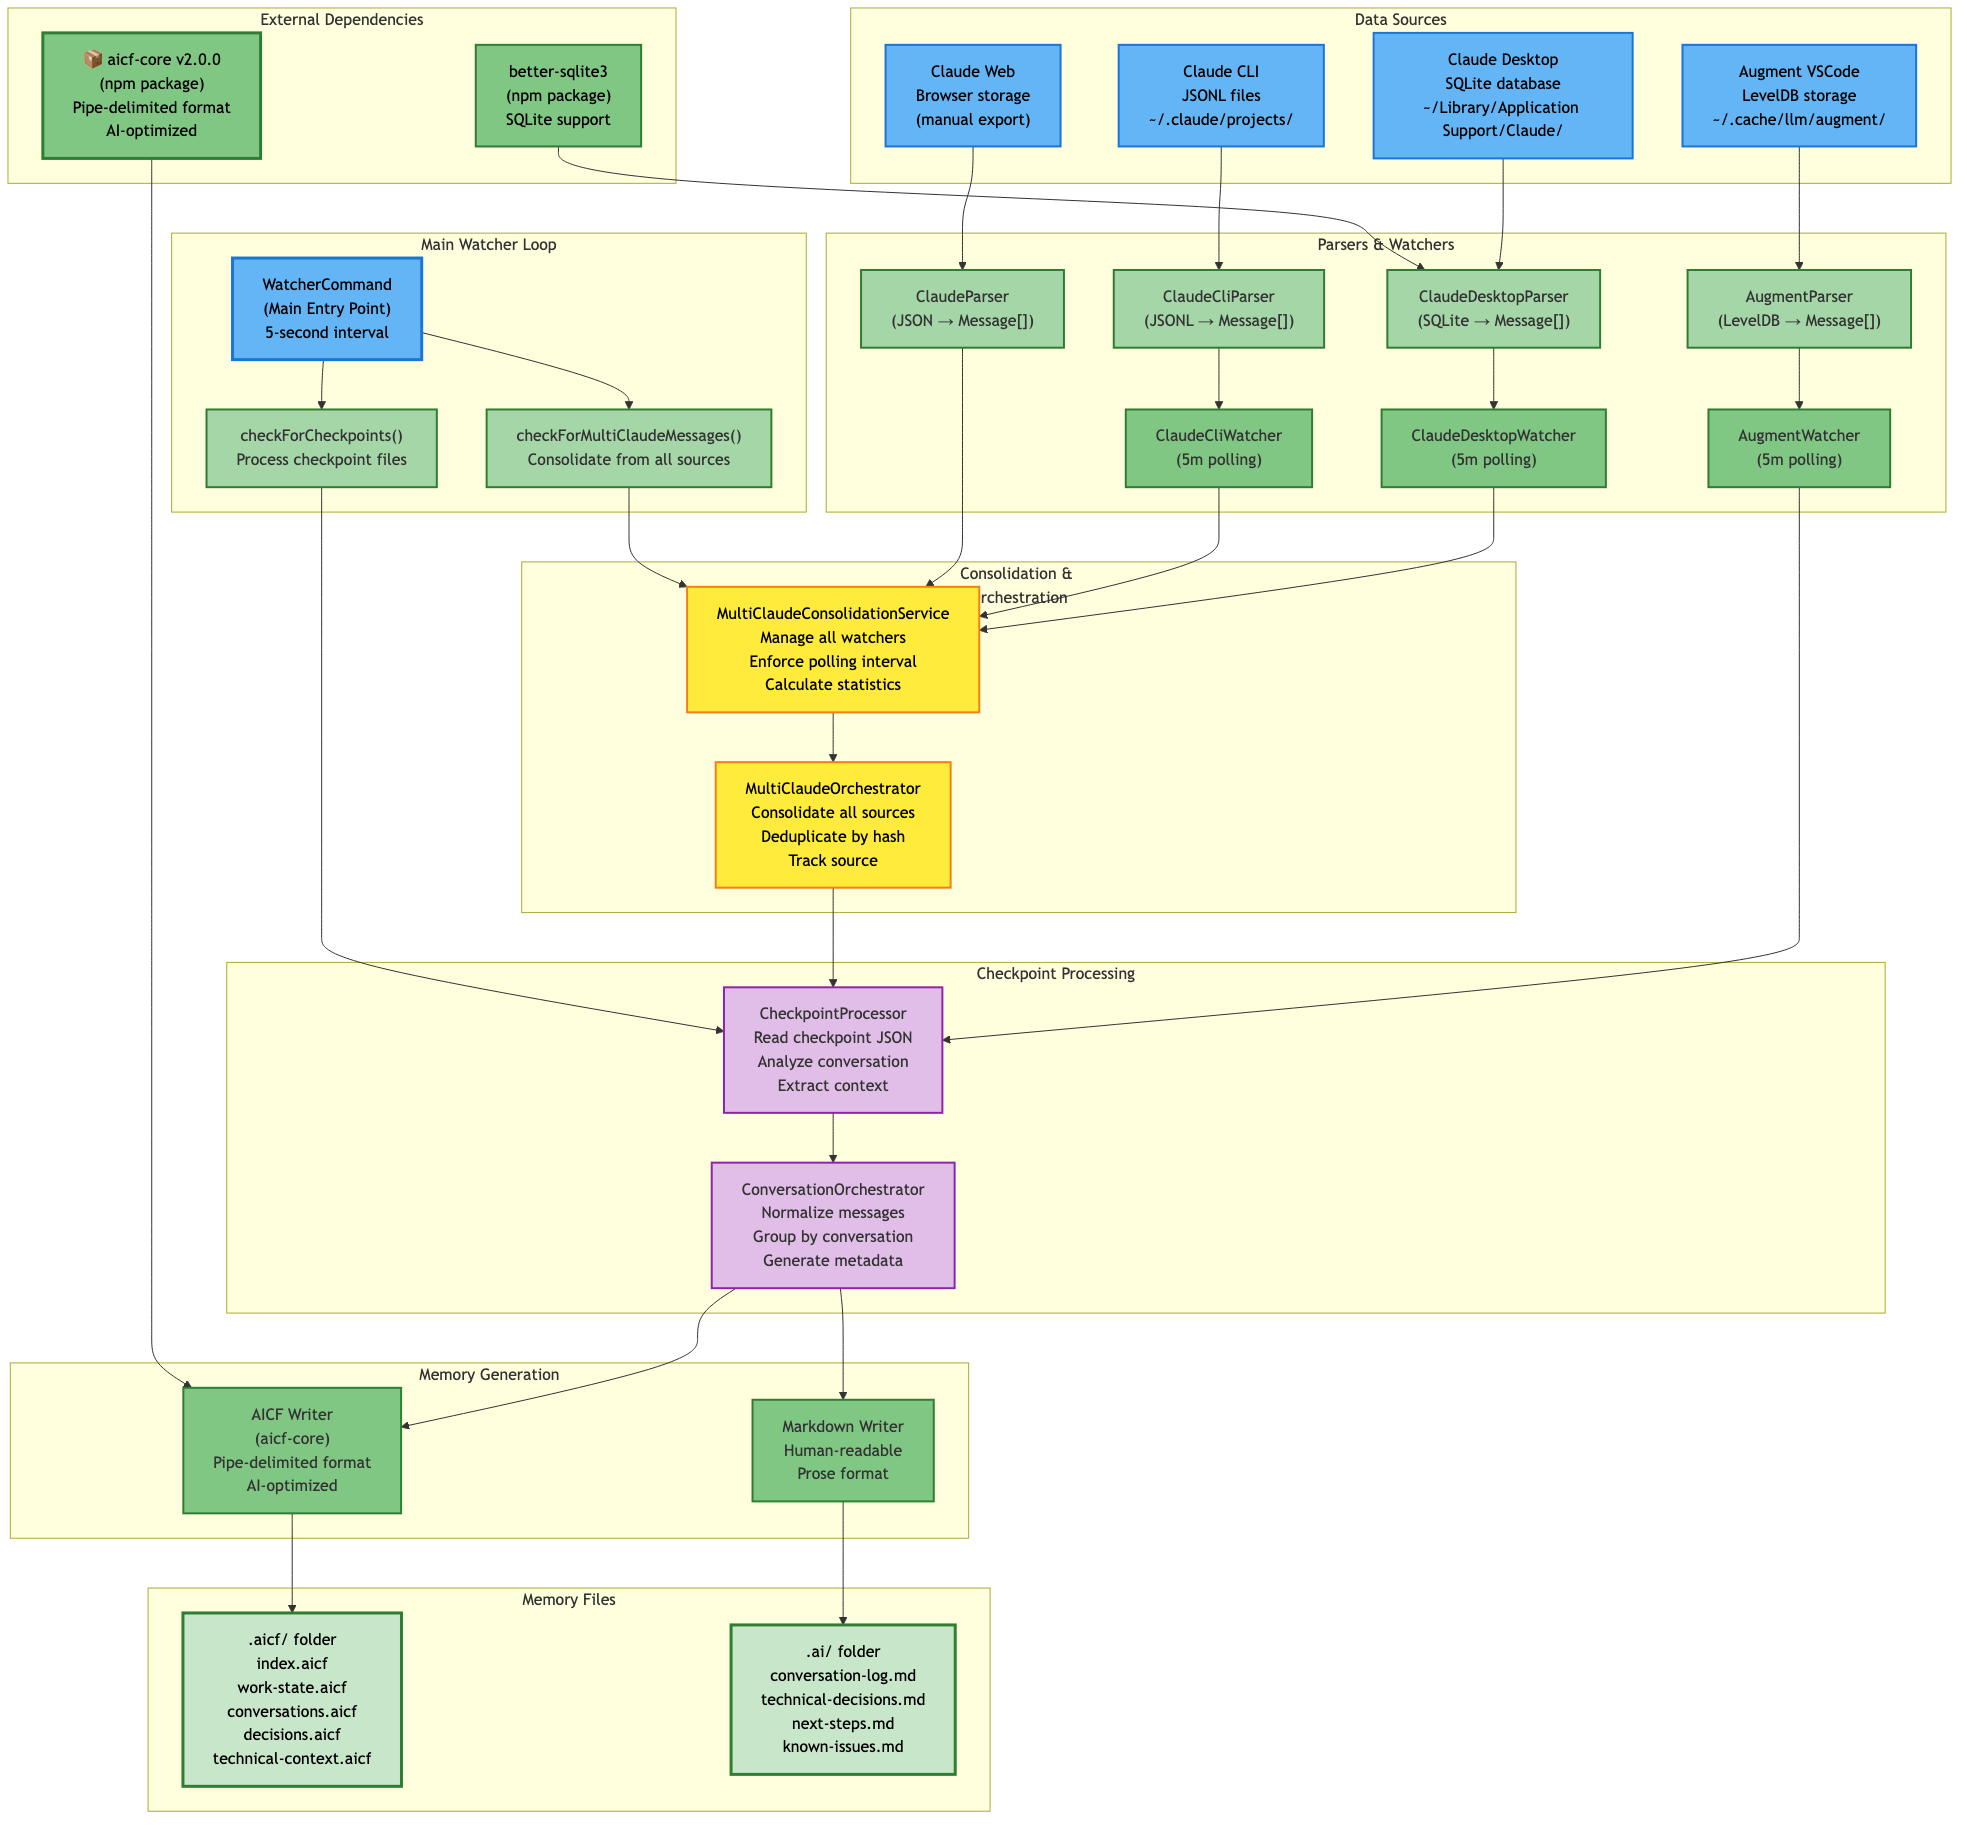 External Dependencies
📦 aicf-core v2.0.0
(npm package)
Pipe-delimited format
AI-optimized
better-sqlite3
(npm package)
SQLite support
Data Sources
Claude Web
Browser storage
(manual export)
Claude CLI
JSONL files
~/.claude/projects/
Claude Desktop
SQLite database
~/Library/Application
Support/Claude/
Augment VSCode
LevelDB storage
~/.cache/llm/augment/
Main Watcher Loop
WatcherCommand
(Main Entry Point)
5-second interval
checkForCheckpoints()
Process checkpoint files
checkForMultiClaudeMessages()
Consolidate from all sources
Parsers & Watchers
ClaudeParser
(JSON → Message[])
ClaudeCliParser
(JSONL → Message[])
ClaudeDesktopParser
(SQLite → Message[])
AugmentParser
(LevelDB → Message[])
ClaudeCliWatcher
(5m polling)
ClaudeDesktopWatcher
(5m polling)
AugmentWatcher
(5m polling)
Consolidation &
rchestration
MultiClaudeConsolidationService
Manage all watchers
Enforce polling interval
Calculate statistics
MultiClaudeOrchestrator
Consolidate all sources
Deduplicate by hash
Track source
Checkpoint Processing
CheckpointProcessor
Read checkpoint JSON
Analyze conversation
Extract context
ConversationOrchestrator
Normalize messages
Group by conversation
Generate metadata
Memory Generation
AICF Writer
(aicf-core)
Pipe-delimited format
AI-optimized
Markdown Writer
Human-readable
Prose format
Memory Files
.aicf/ folder
index.aicf
work-state.aicf
conversations.aicf
decisions.aicf
technical-context.aicf
.ai/ folder
conversation-log.md
technical-decisions.md
next-steps.md
known-issues.md